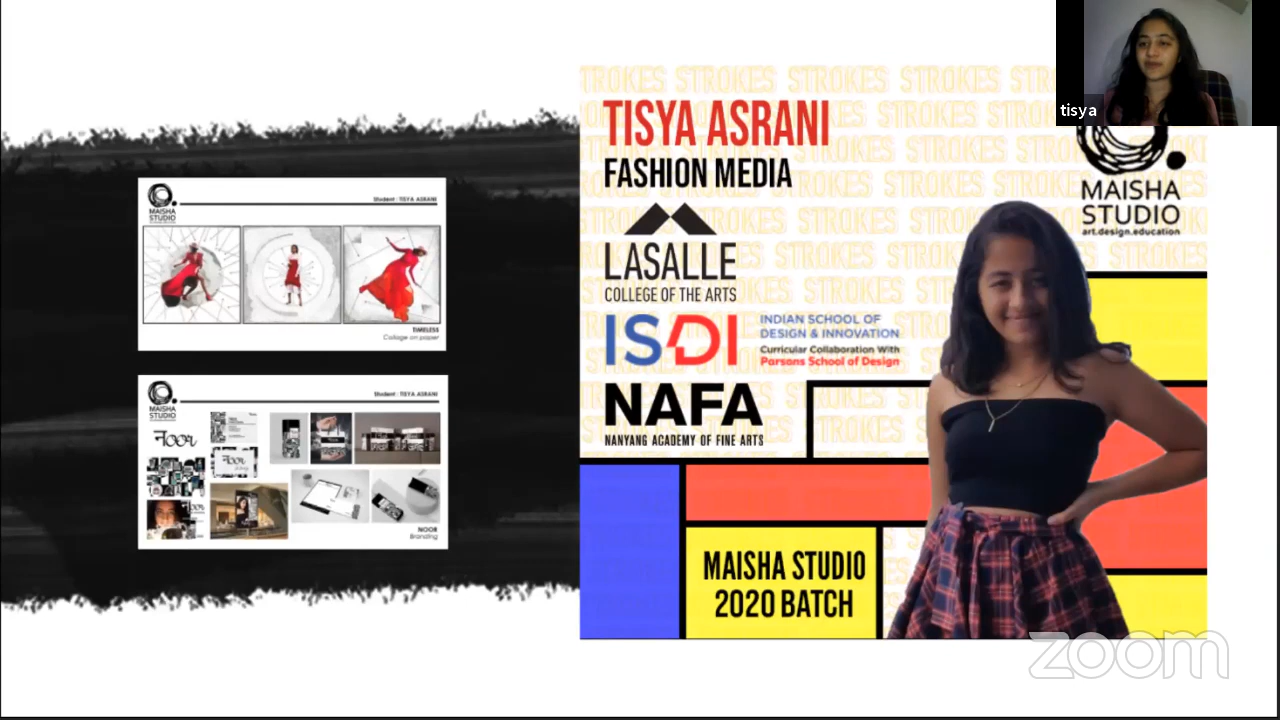 tisya
MAISHA
STUDIO
Student : TISYA ASRANI
TIMELESS
Collage on paper
MAISHA
STUDIO
Student : TISYA ASRANI
noor
NOOR
Branding
TROKES STROKES STROKES STROKES
TISYA ASRANI
FASHION MEDIA
LASALLE
COLLEGE OF THE ARTS
ISDI
INDIAN SCHOOL OF
DESIGN & INNOVATION
Curricular Collaboration With
Parsons School of Design
NAFA
NANYANG ACADEMY OF FINE ARTS
MAISHA STUDIO
2020 BATCH
MAISHA
STUDIO
art.design.education
zoom